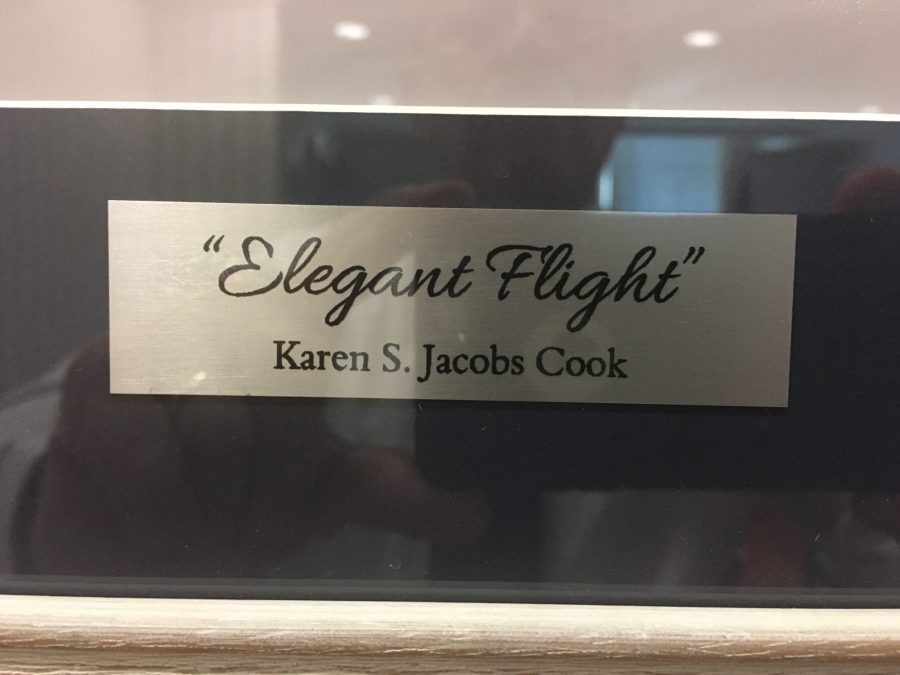 “Elegant Flight”
Karen S. Jacobs Cook